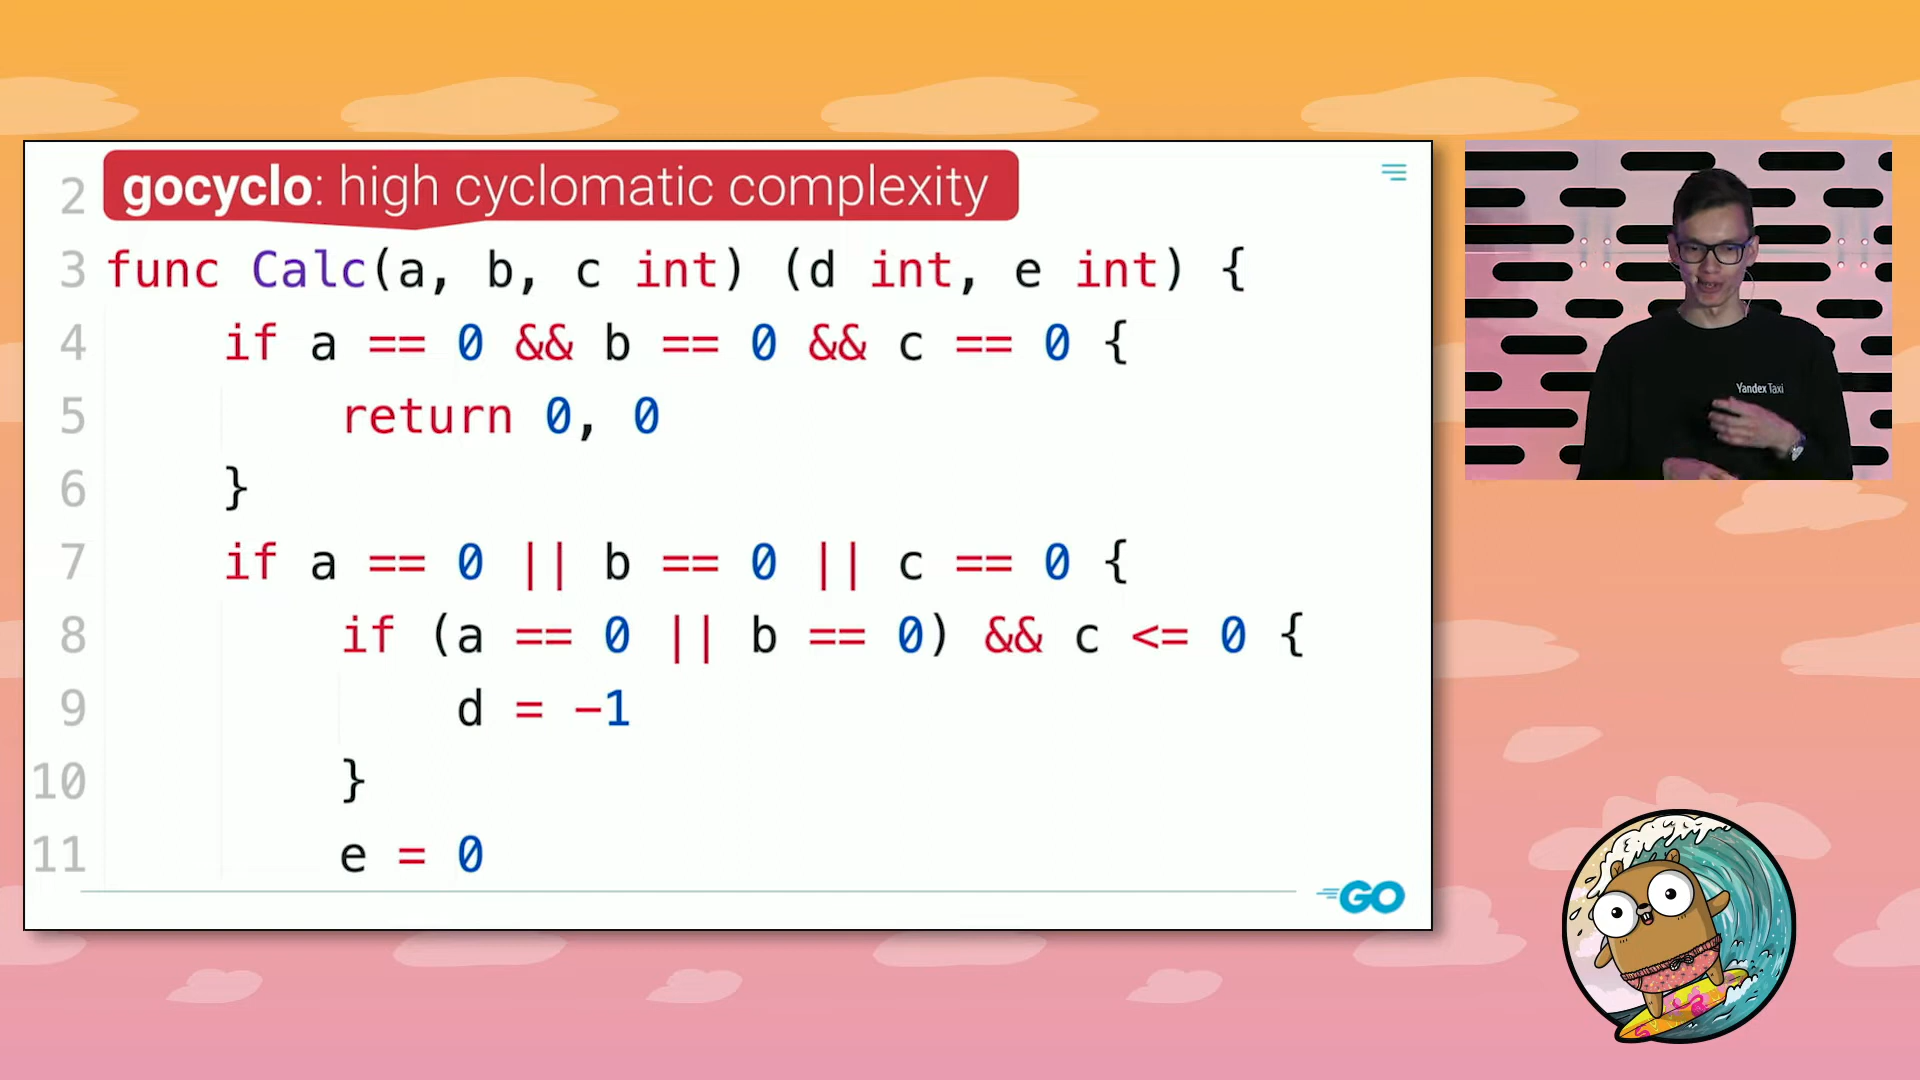 2 gocyclo: high cyclomatic complexity
3 func Calc(a, b, c int) (d int, e int) {
4 if a == 0 && b == 0 && c == 0 {
5 return 0, 0
6 }
7 if a == 0 || b == 0 || c == 0 {
8 if (a == 0 || b == 0) && c <= 0 {
9 d = -1
10 }
11 e = 0
GO
Yandex Taxi